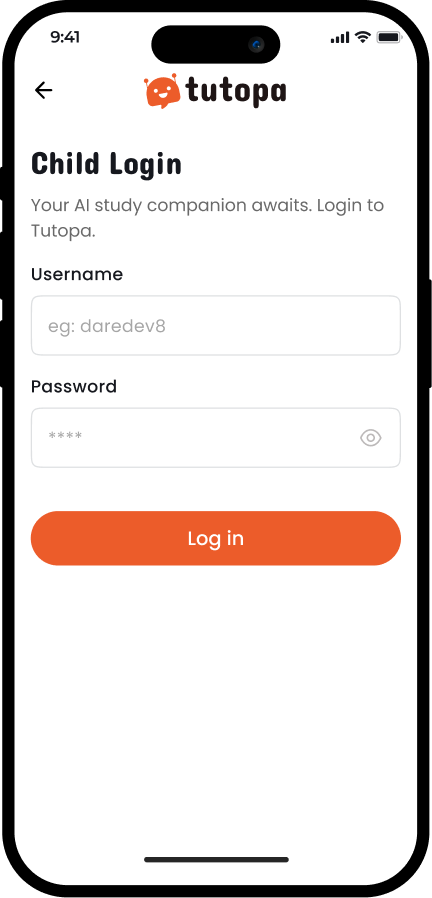 9:41
tutopa
Child Login
Your AI study companion awaits. Login to
Tutopa.
Username
eg: daredev8
Password
****
Log in